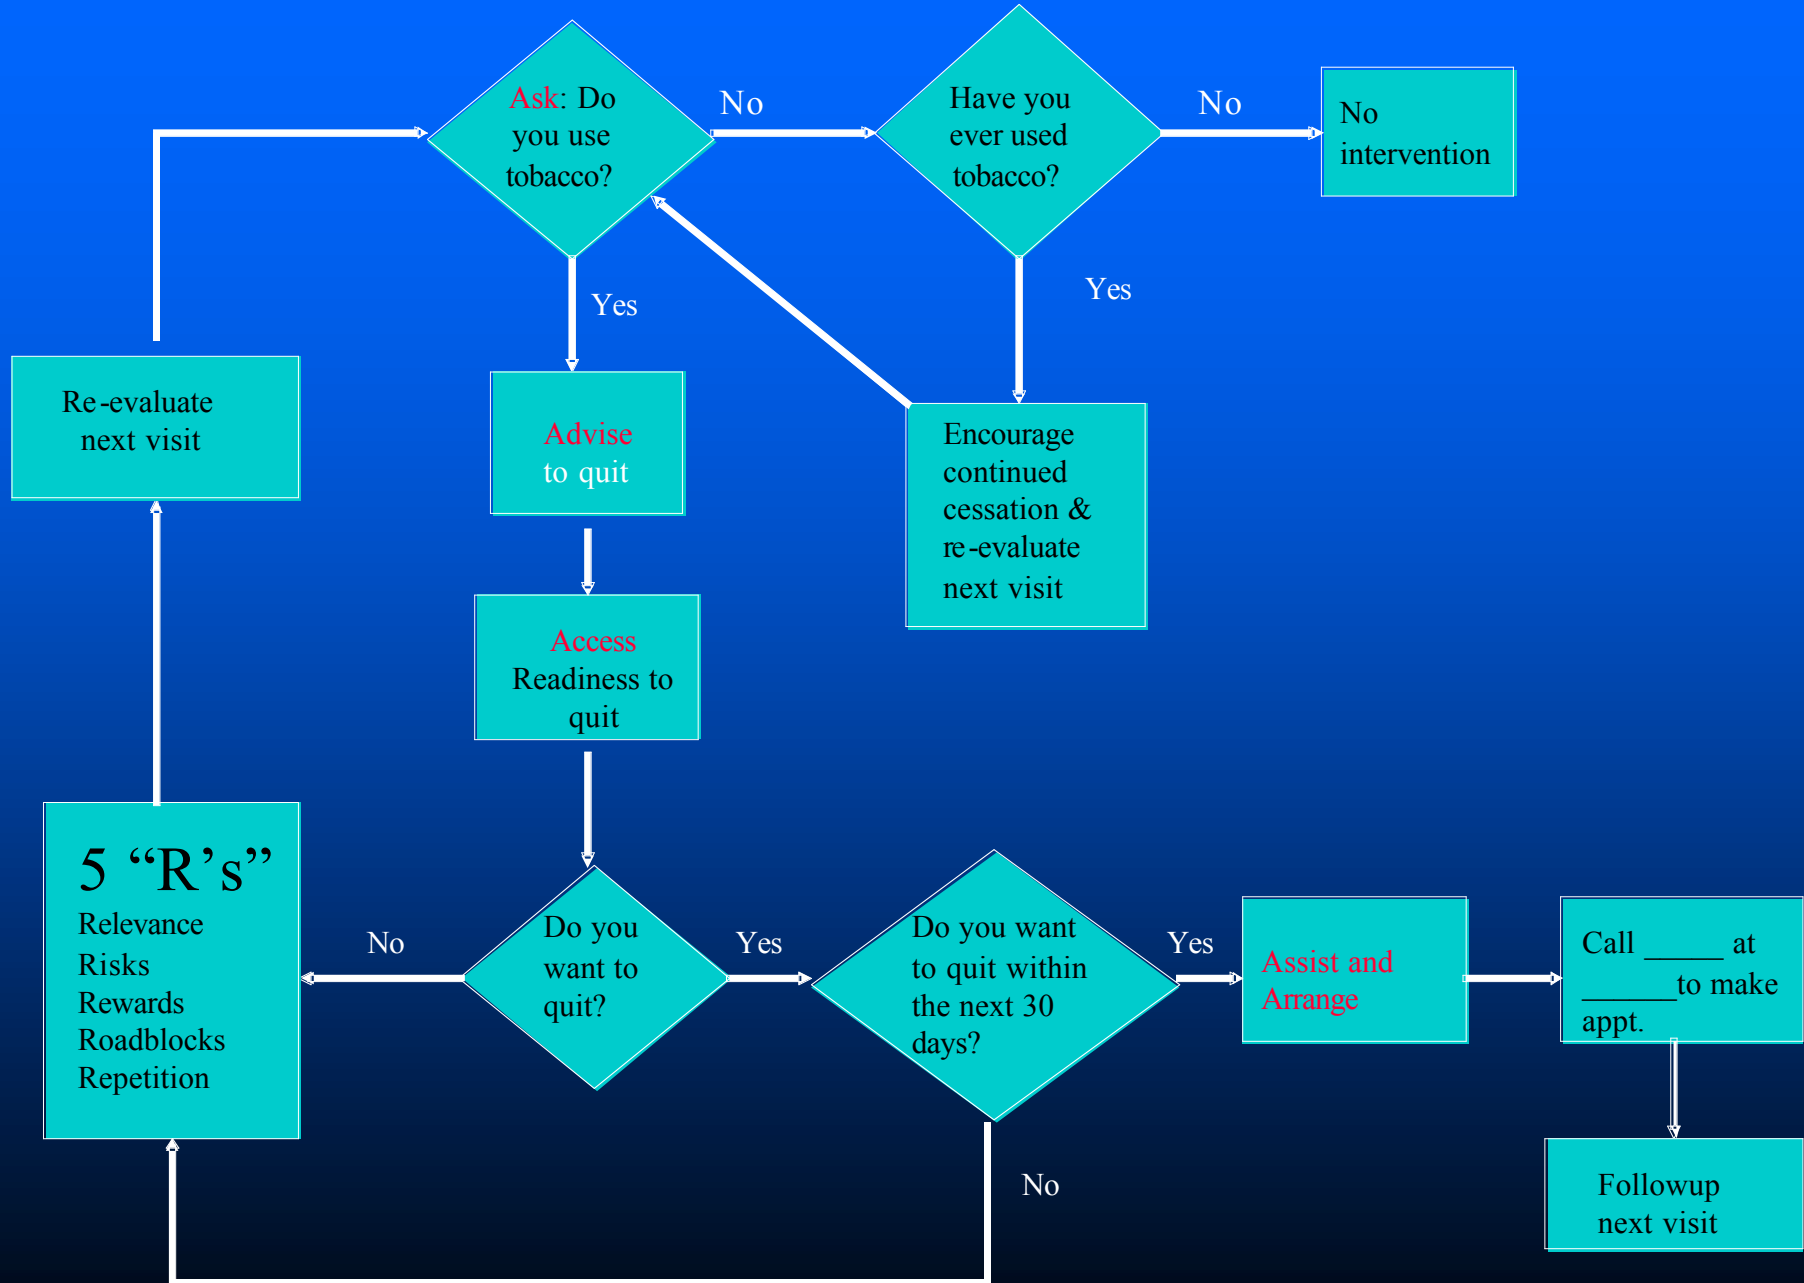 Ask: Do
you use
tobacco?
No
Have you
ever used
tobacco?
No
No
intervention
Yes
Yes
Re-evaluate
next visit
Advise
to quit
Encourage
continued
cessation &
re-evaluate
next visit
Access
Readiness to
quit
5 “R’s”
Relevance
Risks
Rewards
Roadblocks
Repetition
No
Do you
want to
quit?
Yes
Do you want
to quit within
the next 30
days?
Yes
Assist and
Arrange
Call _____ at
______to make
appt.
No
Followup
next visit